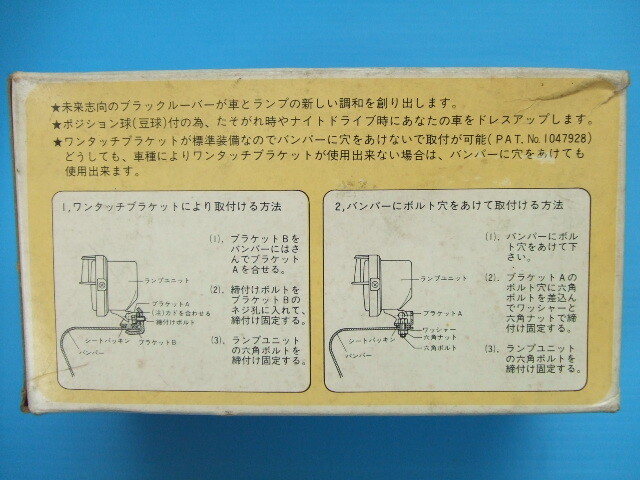 ★未来志向のブラックルーバーが車とランプの新しい調和を創り出します。
★ポジション球(豆球)付の為、たそがれ時やナイトドライブ時にあなたの車をドレスアップします。
★ワンタッチブラケットが標準装備なのでバンパーに穴をあけないで取付が可能(PAT. No. 1047928)
どうしても、車種によりワンタッチブラケットが使用出来ない場合は、バンパーに穴をあけても
使用出来ます。
1, ワンタッチブラケットにより取付ける方法
(1). ブラケットBを
バンパーにはさ
んでブラケット
Aを合せる。
(2). 締付けボルトを
ブラケットBの
ネジ孔に入れて、
締付け固定する。
(3). ランプユニット
の六角ボルトを
締付け固定する。
ランプユニット
ブラケットA
(注)カドを合わせる
締付けボルト
シートパッキン
ブラケットB
バンパー
2, バンパーにボルト穴をあけて取付ける方法
(1). バンパーにボル
ト穴をあけて下
さい。
(2). ブラケットAの
ボルト穴に六角
ボルトを差込ん
でワッシャーと
六角ナットで締
付け固定する。
(3). ランプユニット
の六角ボルトを
締付け固定する。
ランプユニット
ブラケットA
ワッシャー
六角ナット
六角ボルト
シートパッキン
バンパー